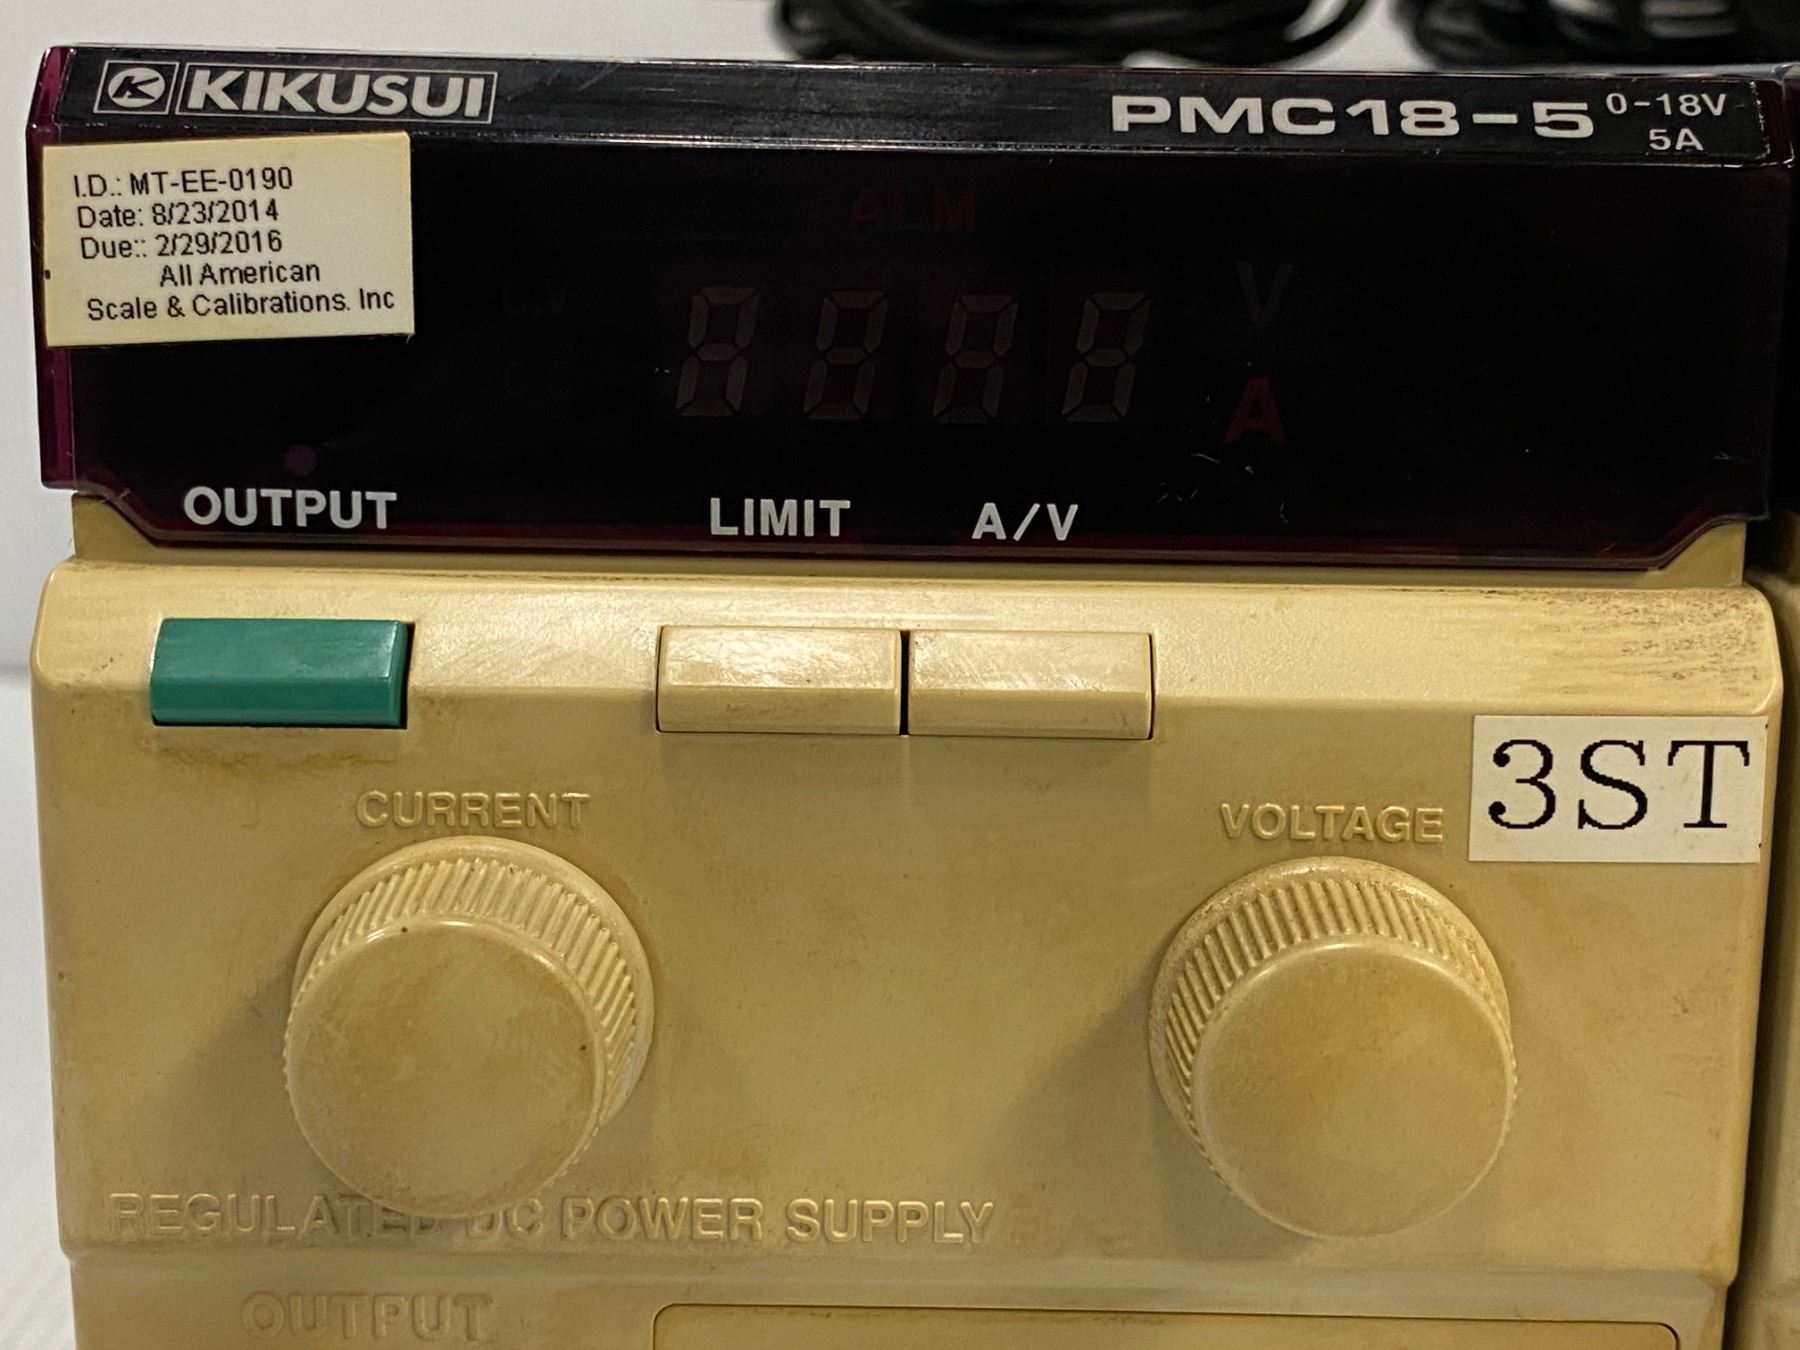 KIKUSUI
PMC18-5 0-18V
5A
I.D.: MT-EE-0190
Date: 8/23/2014
Due:: 2/29/2016
All American
Scale & Calibrations. Inc
ALM
C.V
V
A
OUTPUT LIMIT A/V
3ST
CURRENT VOLTAGE
REGULATED DC POWER SUPPLY
OUTPUT